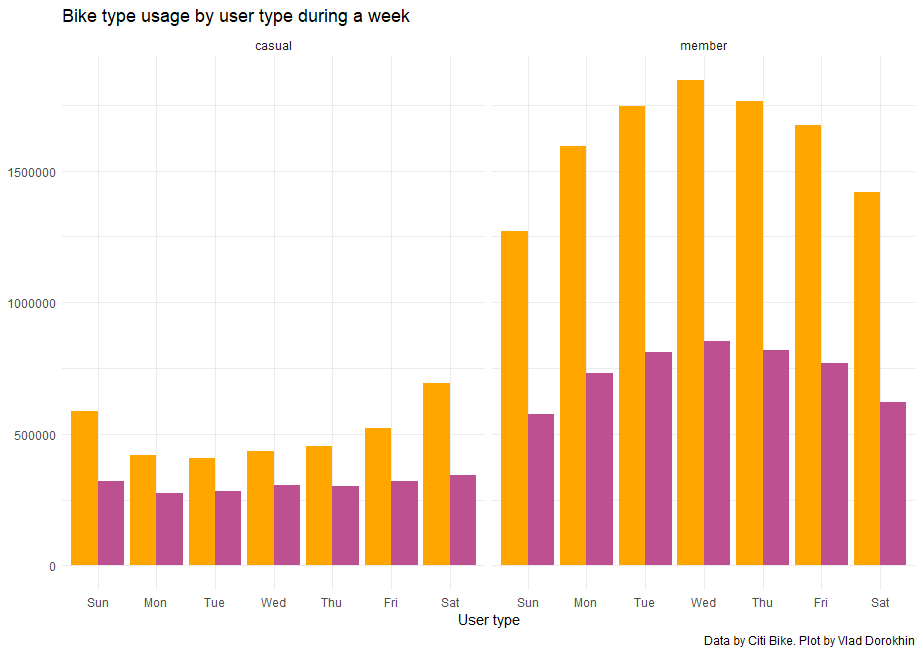 Bike type usage by user type during a week
casual member
1500000
1000000
500000
0
Sun Mon Tue Wed Thu Fri Sat Sun Mon Tue Wed Thu Fri Sat
User type
Data by Citi Bike. Plot by Vlad Dorokhin